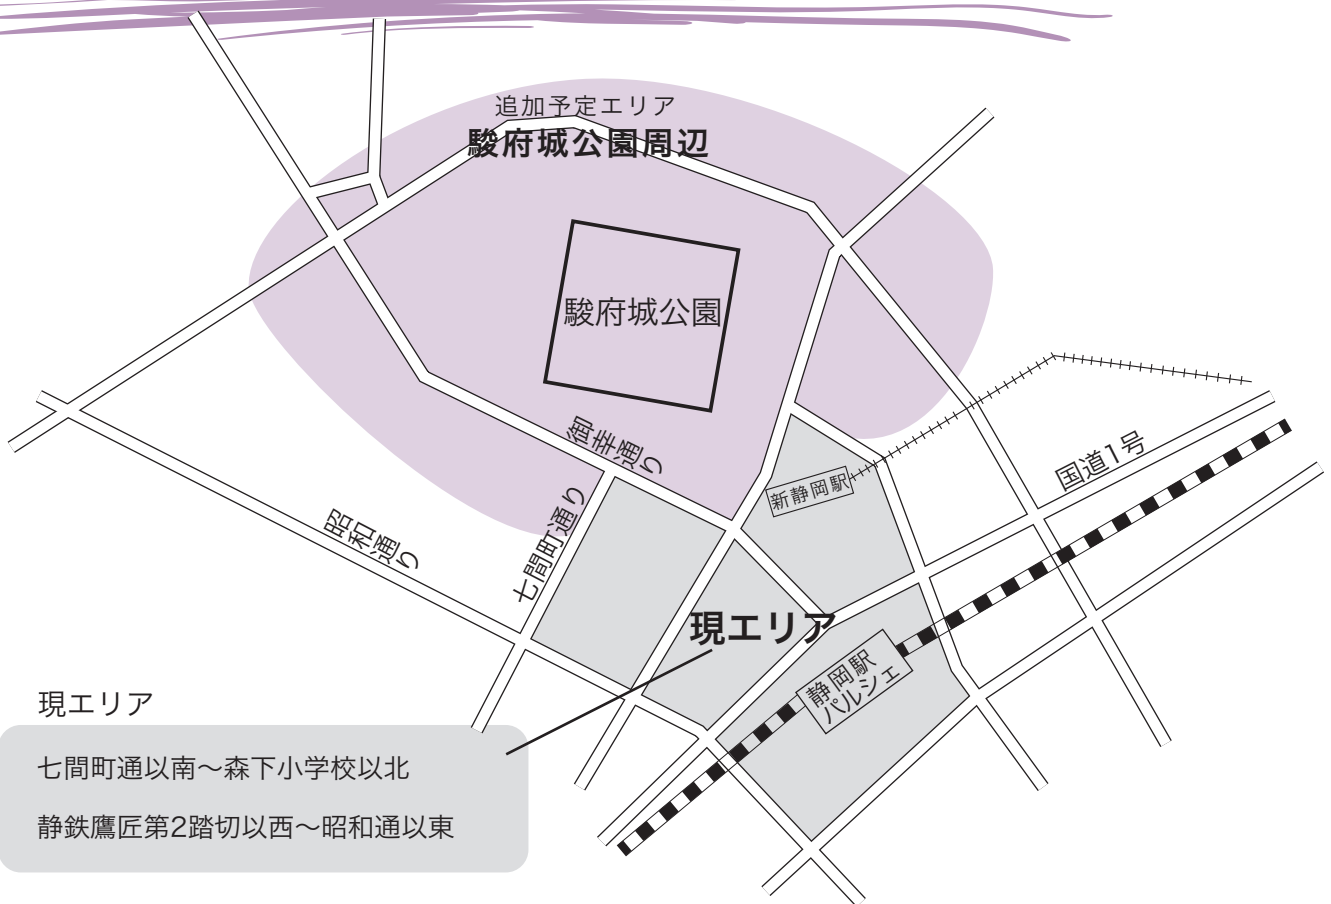 追加予定エリア
駿府城公園周辺
駿府城公園
御幸通り
国道1号
新静岡駅
七間町通り
昭和通り
現エリア
静岡駅
パルシェ
現エリア
七間町通以南～森下小学校以北
静鉄鷹匠第2踏切以西～昭和通以東